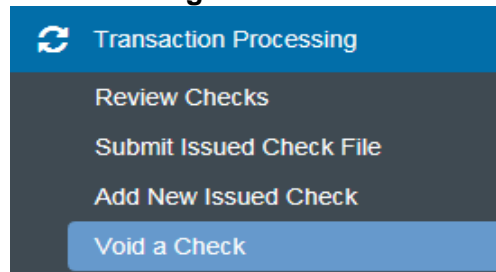 Transaction Processing
Review Checks
Submit Issued Check File
Add New Issued Check
Void a Check